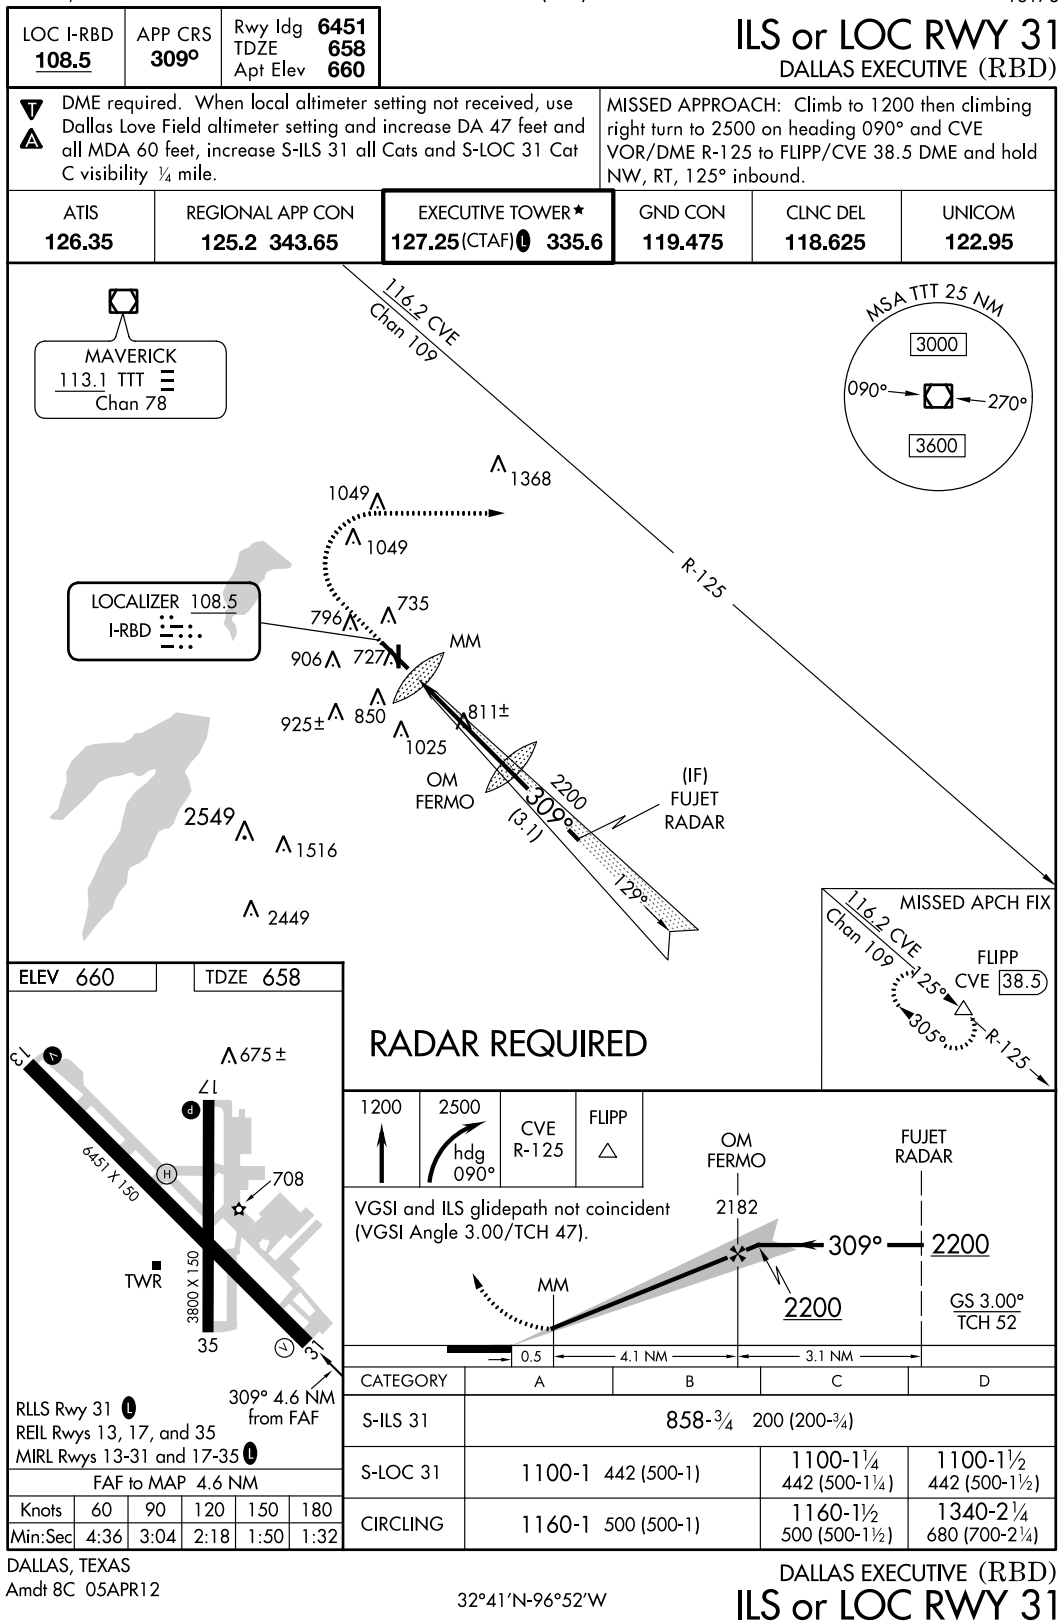 LOC I-RBD
108.5
APP CRS
309°
Rwy ldg 6451
TDZE 658
Apt Elev 660
ILS or LOC RWY 31
DALLAS EXECUTIVE (RBD)
T
A
DME required. When local altimeter setting not received, use
Dallas Love Field altimeter setting and increase DA 47 feet and
all MDA 60 feet, increase S-ILS 31 all Cats and S-LOC 31 Cat
C visibility ¼ mile.
MISSED APPROACH: Climb to 1200 then climbing
right turn to 2500 on heading 090° and CVE
VOR/DME R-125 to FLIPP/CVE 38.5 DME and hold
NW, RT, 125° inbound.
ATIS
126.35
REGIONAL APP CON
125.2 343.65
EXECUTIVE TOWER★
127.25 (CTAF) L 335.6
GND CON
119.475
CLNC DEL
118.625
UNICOM
122.95
116.2 CVE
Chan 109
MAVERICK
113.1 TTT
Chan 78
MSA TTT 25 NM
3000
090°
270°
3600
1368
1049
1049
R-125
LOCALIZER 108.5
I-RBD
796
735
MM
906
727
925±
850
811±
1025
OM
FERMO
2200
309°
(3.1)
(IF)
FUJET
RADAR
2549
1516
129°
2449
MISSED APCH FIX
116.2 CVE
Chan 109
FLIPP
CVE 38.5
125°
305°
R-125
ELEV 660
TDZE 658
RADAR REQUIRED
13
V
675±
17
P
6451 X 150
H
708
TWR
3800 X 150
35
V
31
309° 4.6 NM
from FAF
RLLS Rwy 31 L
REIL Rwys 13, 17, and 35
MIRL Rwys 13-31 and 17-35 L
FAF to MAP 4.6 NM
Knots 60 90 120 150 180
Min:Sec 4:36 3:04 2:18 1:50 1:32
1200
2500
hdg
090°
CVE
R-125
FLIPP
VGSI and ILS glidepath not coincident
(VGSI Angle 3.00/TCH 47).
OM
FERMO
FUJET
RADAR
2182
309°
2200
MM
2200
GS 3.00°
TCH 52
0.5
4.1 NM
3.1 NM
CATEGORY A B C D
S-ILS 31 858-¾ 200 (200-¾)
S-LOC 31 1100-1 442 (500-1)
1100-1¼
442 (500-1¼)
1100-1½
442 (500-1½)
CIRCLING 1160-1 500 (500-1)
1160-1½
500 (500-1½)
1340-2¼
680 (700-2¼)
DALLAS, TEXAS
Amdt 8C 05APR12
32°41'N-96°52'W
DALLAS EXECUTIVE (RBD)
ILS or LOC RWY 31